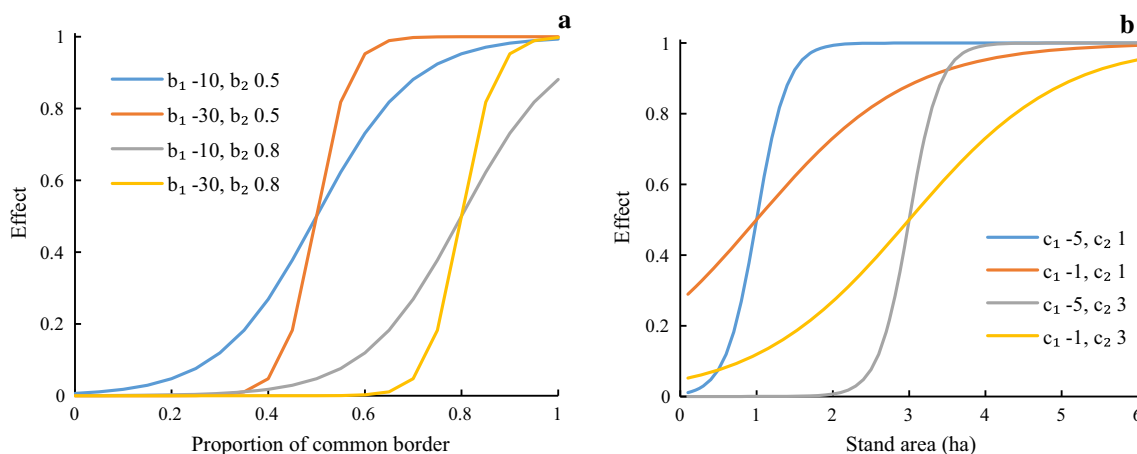 a
1
0.8
0.6
0.4
0.2
0
Effect
b₁ -10, b₂ 0.5
b₁ -30, b₂ 0.5
b₁ -10, b₂ 0.8
b₁ -30, b₂ 0.8
0 0.2 0.4 0.6 0.8 1
Proportion of common border
b
1
0.8
0.6
0.4
0.2
0
Effect
c₁ -5, c₂ 1
c₁ -1, c₂ 1
c₁ -5, c₂ 3
c₁ -1, c₂ 3
0 1 2 3 4 5 6
Stand area (ha)